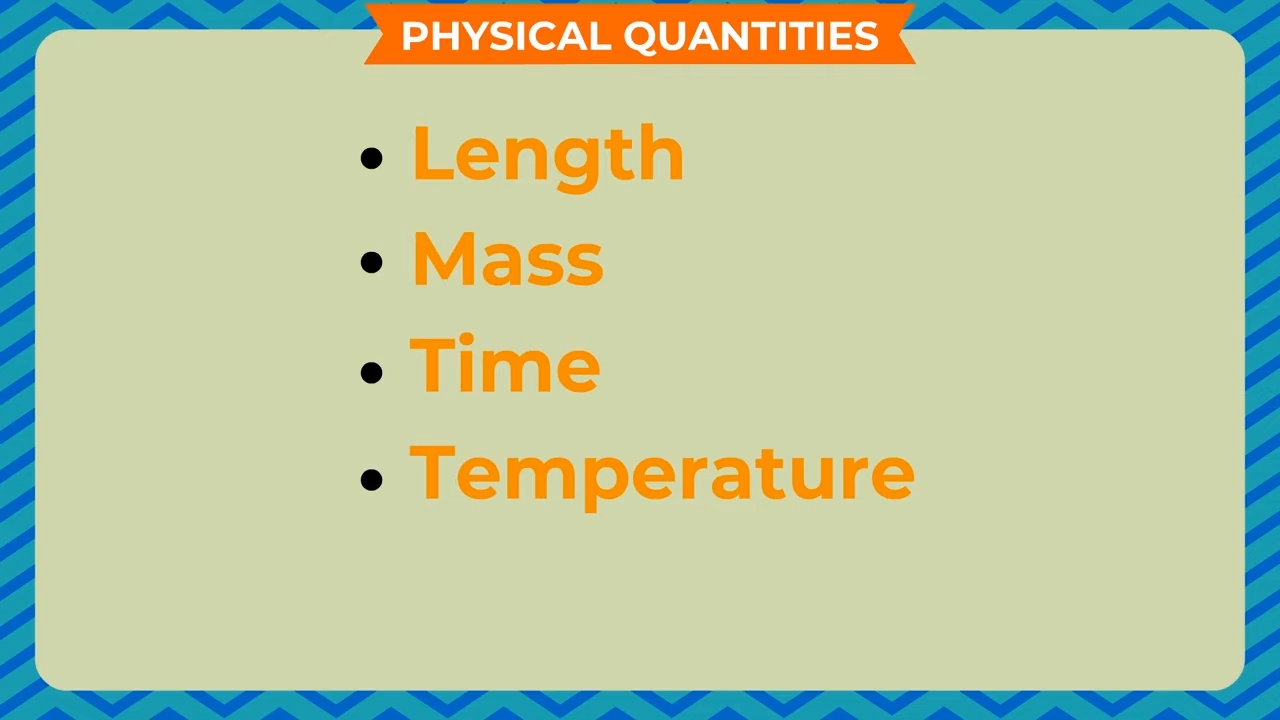 PHYSICAL QUANTITIES
• Length
• Mass
• Time
• Temperature